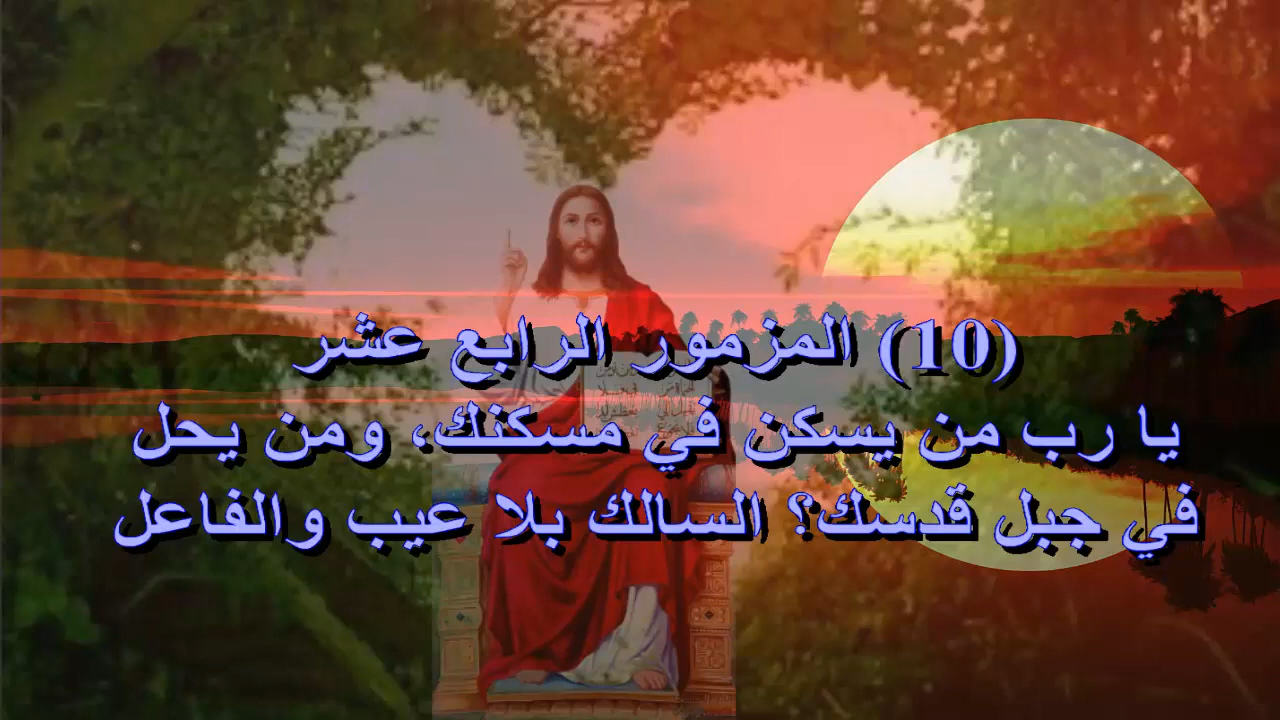 (10) المزمور الرابع عشر
يا رب من يسكن في مسكنك، ومن يحل
في جبل قدسك؟ السالك بلا عيب والفاعل